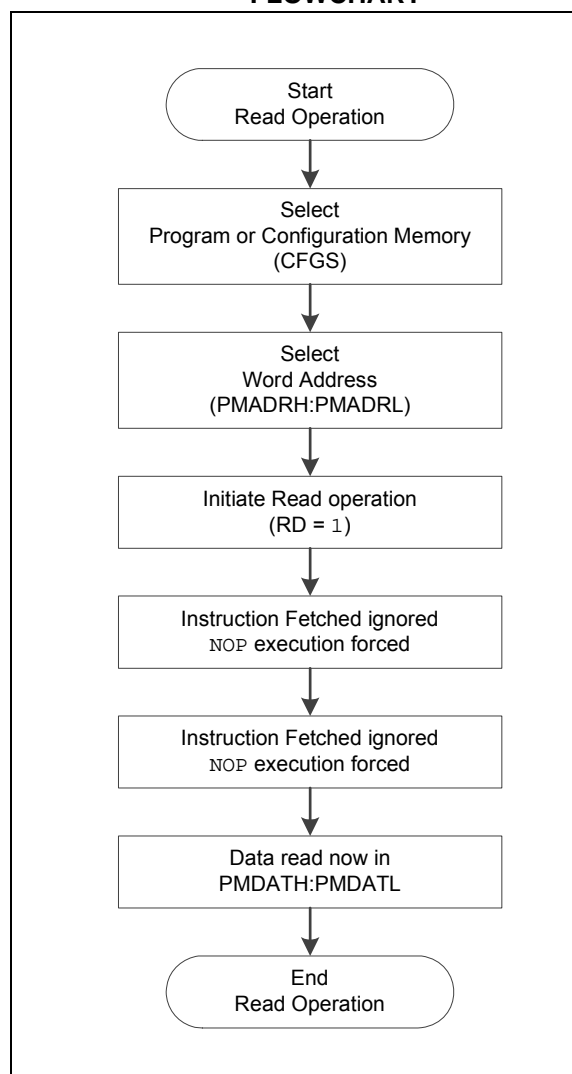 Start
Read Operation
Select
Program or Configuration Memory
(CFGS)
Select
Word Address
(PMADRH:PMADRL)
Initiate Read operation
(RD = 1)
Instruction Fetched ignored
NOP execution forced
Instruction Fetched ignored
NOP execution forced
Data read now in
PMDATH:PMDATL
End
Read Operation